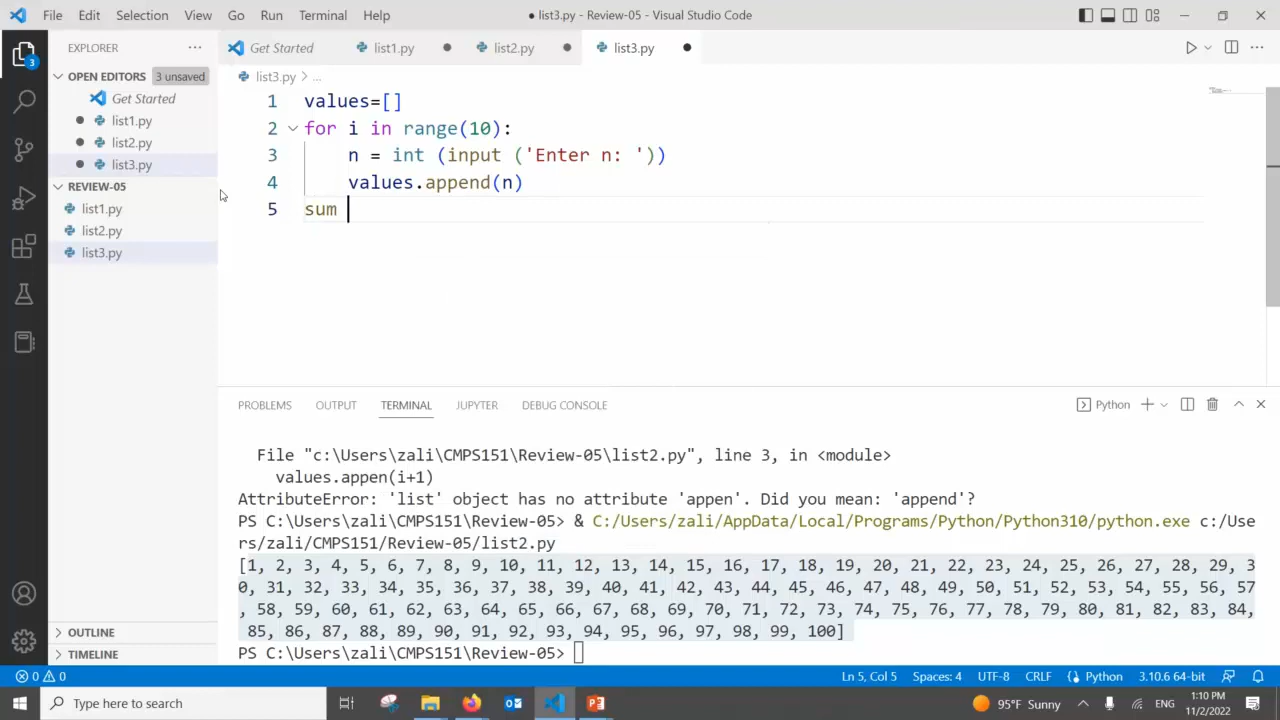 File Edit Selection View Go Run Terminal Help
● list3.py - Review-05 - Visual Studio Code
EXPLORER ...
Get Started list1.py list2.py list3.py
OPEN EDITORS 3 unsaved
Get Started
list1.py
list2.py
list3.py
REVIEW-05
list1.py
list2.py
list3.py
OUTLINE
TIMELINE
3
list3.py > ...
1 values=[]
2 for i in range(10):
3 n = int (input ('Enter n: '))
4 values.append(n)
5 sum
PROBLEMS OUTPUT TERMINAL JUPYTER DEBUG CONSOLE
Python
File "c:\Users\zali\CMPS151\Review-05\list2.py", line 3, in <module>
values.appen(i+1)
AttributeError: 'list' object has no attribute 'appen'. Did you mean: 'append'?
PS C:\Users\zali\CMPS151\Review-05> & C:/Users/zali/AppData/Local/Programs/Python/Python310/python.exe c:/Use
rs/zali/CMPS151/Review-05/list2.py
[1, 2, 3, 4, 5, 6, 7, 8, 9, 10, 11, 12, 13, 14, 15, 16, 17, 18, 19, 20, 21, 22, 23, 24, 25, 26, 27, 28, 29, 3
0, 31, 32, 33, 34, 35, 36, 37, 38, 39, 40, 41, 42, 43, 44, 45, 46, 47, 48, 49, 50, 51, 52, 53, 54, 55, 56, 57
, 58, 59, 60, 61, 62, 63, 64, 65, 66, 67, 68, 69, 70, 71, 72, 73, 74, 75, 76, 77, 78, 79, 80, 81, 82, 83, 84,
85, 86, 87, 88, 89, 90, 91, 92, 93, 94, 95, 96, 97, 98, 99, 100]
PS C:\Users\zali\CMPS151\Review-05>
0 0 Ln 5, Col 5 Spaces: 4 UTF-8 CRLF Python 3.10.6 64-bit
Type here to search
95°F Sunny ENG
1:10 PM
11/2/2022